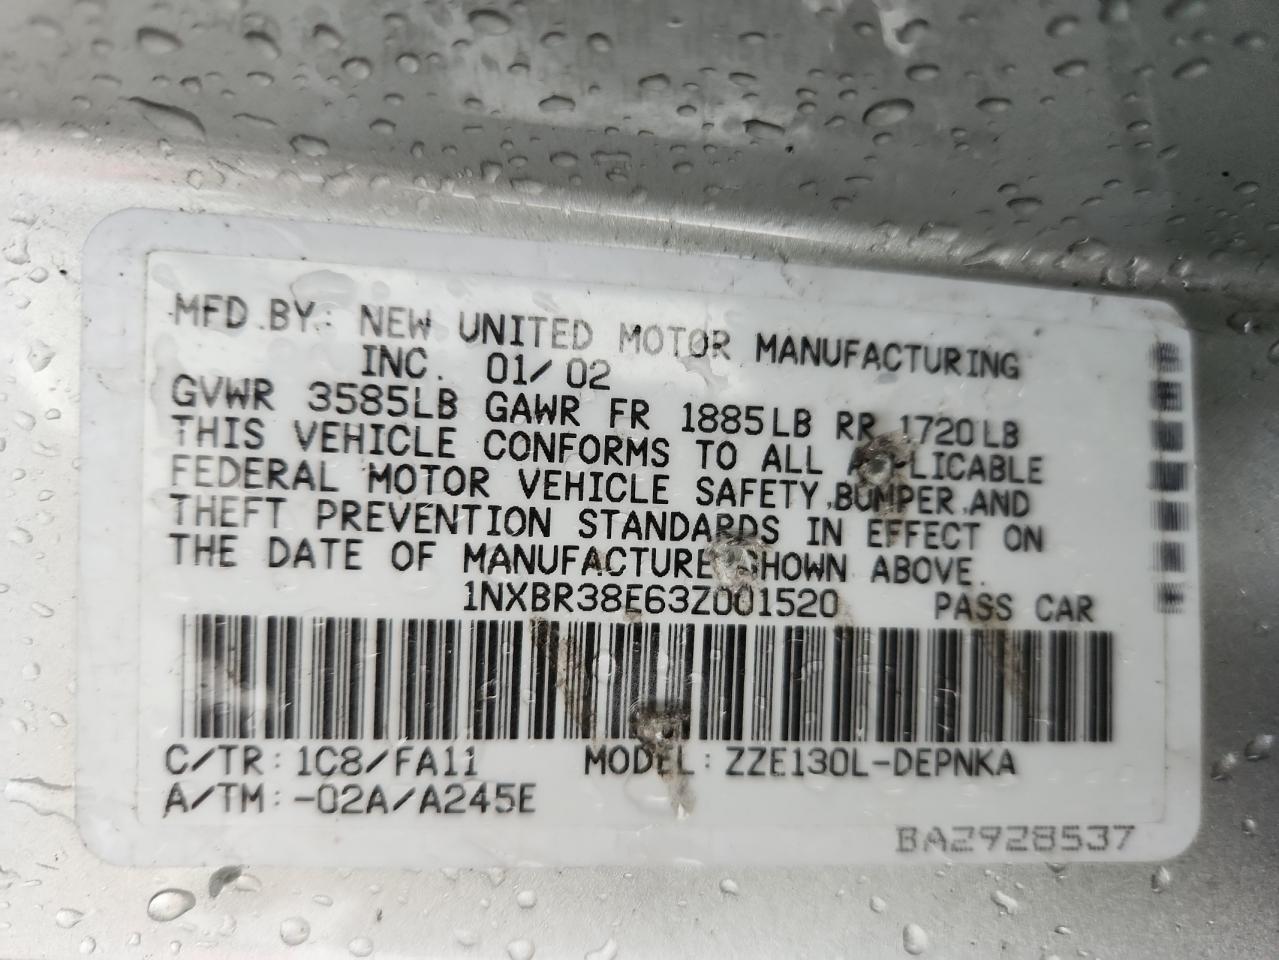 MFD.BY: NEW UNITED MOTOR MANUFACTURING
INC. 01/02
GVWR 3585LB GAWR FR 1885LB RR 1720LB
THIS VEHICLE CONFORMS TO ALL APPLICABLE
FEDERAL MOTOR VEHICLE SAFETY,BUMPER,AND
THEFT PREVENTION STANDARDS IN EFFECT ON
THE DATE OF MANUFACTURE SHOWN ABOVE.
1NXBR38E63Z001520 PASS CAR
C/TR:1C8/FA11 MODEL:ZZE130L-DEPNKA
A/TM:-02A/A245E
BA2928537